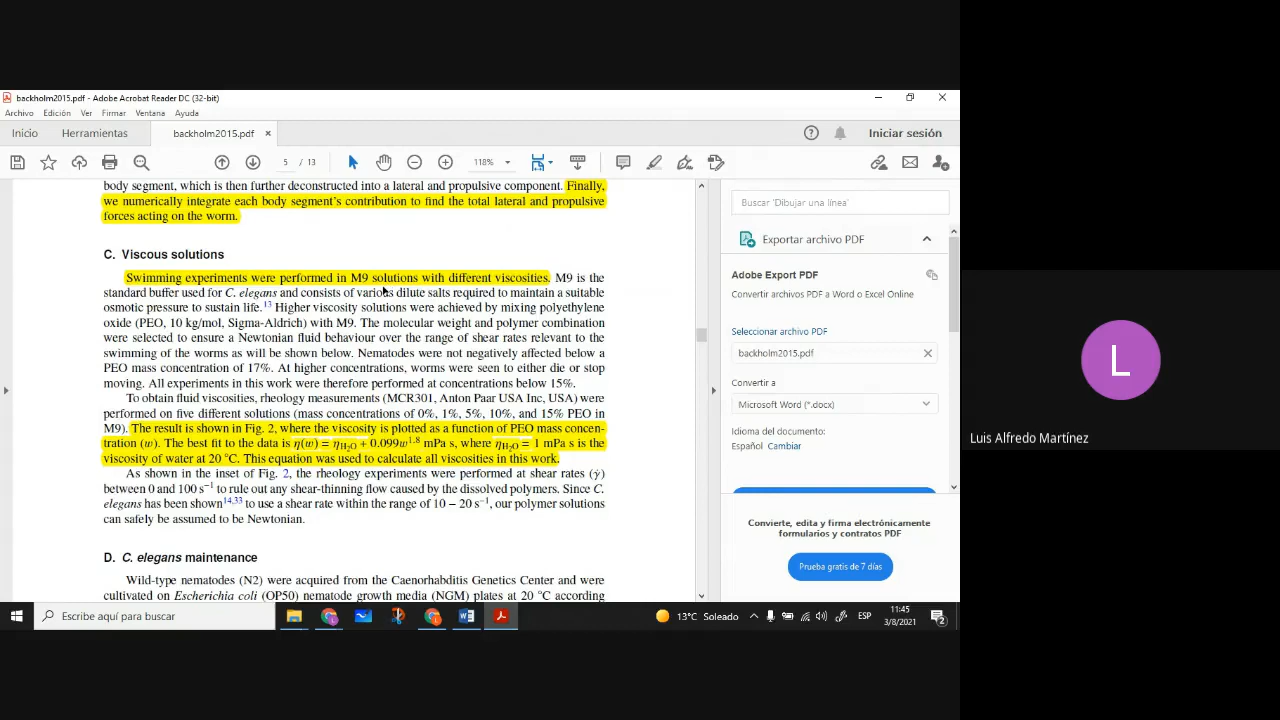 backholm2015.pdf - Adobe Acrobat Reader DC (32-bit)
Archivo Edición Ver Firmar Ventana Ayuda
Inicio Herramientas backholm2015.pdf × Iniciar sesión
5 / 13 118%
body segment, which is then further deconstructed into a lateral and propulsive component. Finally,
we numerically integrate each body segment's contribution to find the total lateral and propulsive
forces acting on the worm.
C. Viscous solutions
Swimming experiments were performed in M9 solutions with different viscosities. M9 is the
standard buffer used for C. elegans and consists of various dilute salts required to maintain a suitable
osmotic pressure to sustain life.13 Higher viscosity solutions were achieved by mixing polyethylene
oxide (PEO, 10 kg/mol, Sigma-Aldrich) with M9. The molecular weight and polymer combination
were selected to ensure a Newtonian fluid behaviour over the range of shear rates relevant to the
swimming of the worms as will be shown below. Nematodes were not negatively affected below a
PEO mass concentration of 17%. At higher concentrations, worms were seen to either die or stop
moving. All experiments in this work were therefore performed at concentrations below 15%.
To obtain fluid viscosities, rheology measurements (MCR301, Anton Paar USA Inc, USA) were
performed on five different solutions (mass concentrations of 0%, 1%, 5%, 10%, and 15% PEO in
M9). The result is shown in Fig. 2, where the viscosity is plotted as a function of PEO mass concen-
tration (w). The best fit to the data is η(w) = ηH₂O + 0.099w1.8 mPa s, where ηH₂O = 1 mPa s is the
viscosity of water at 20 °C. This equation was used to calculate all viscosities in this work.
As shown in the inset of Fig. 2, the rheology experiments were performed at shear rates (γ̇)
between 0 and 100 s−1 to rule out any shear-thinning flow caused by the dissolved polymers. Since C.
elegans has been shown14,33 to use a shear rate within the range of 10 − 20 s−1, our polymer solutions
can safely be assumed to be Newtonian.
D. C. elegans maintenance
Wild-type nematodes (N2) were acquired from the Caenorhabditis Genetics Center and were
cultivated on Escherichia coli (OP50) nematode growth media (NGM) plates at 20 °C according
Buscar 'Dibujar una línea'
Exportar archivo PDF
Adobe Export PDF
Convertir archivos PDF a Word o Excel Online
Seleccionar archivo PDF
backholm2015.pdf
Convertir a
Microsoft Word (*.docx)
Idioma del documento:
Español Cambiar
Convierte, edita y firma electrónicamente
formularios y contratos PDF
Prueba gratis de 7 días
Escribe aquí para buscar
13°C Soleado ESP
11:45
3/8/2021
2
L
Luis Alfredo Martínez